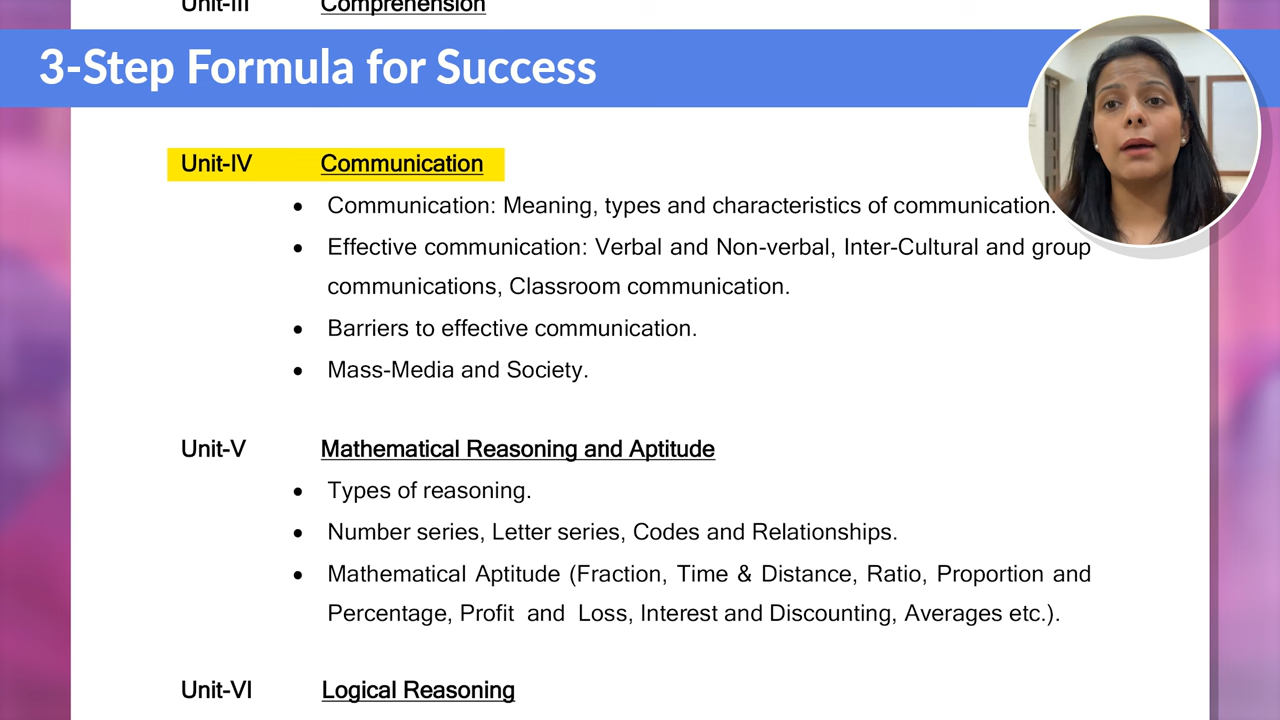 Unit-III Comprehension
3-Step Formula for Success
Unit-IV Communication
• Communication: Meaning, types and characteristics of communication.
• Effective communication: Verbal and Non-verbal, Inter-Cultural and group
communications, Classroom communication.
• Barriers to effective communication.
• Mass-Media and Society.
Unit-V Mathematical Reasoning and Aptitude
• Types of reasoning.
• Number series, Letter series, Codes and Relationships.
• Mathematical Aptitude (Fraction, Time & Distance, Ratio, Proportion and
Percentage, Profit and Loss, Interest and Discounting, Averages etc.).
Unit-VI Logical Reasoning